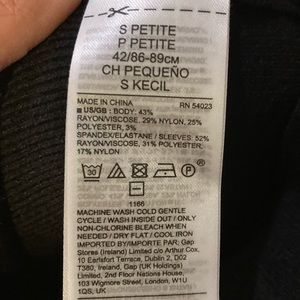 S PETITE
P PETITE
42/86-89CM
CH PEQUEÑO
S KECIL
MADE IN CHINA RN 54023
US/GB: BODY: 43%
RAYON/VISCOSE, 29% NYLON, 25%
POLYESTER, 3%
SPANDEX/ELASTANE / SLEEVES: 52%
RAYON/VISCOSE, 31% POLYESTER,
17% NYLON
30
P
1166
MACHINE WASH COLD GENTLE
CYCLE / WASH INSIDE OUT / ONLY
NON-CHLORINE BLEACH WHEN
NEEDED / DRY FLAT / COOL IRON
IMPORTED BY/IMPORTE PAR: Gap
Stores (Ireland) Limited c/o Arthur Cox,
10 Earlsfort Terrace, Dublin 2, D02
T380, Ireland, Gap (UK Holdings)
Limited, 2nd Floor Nations House,
103 Wigmore Street, London, W1U
1QS, UK